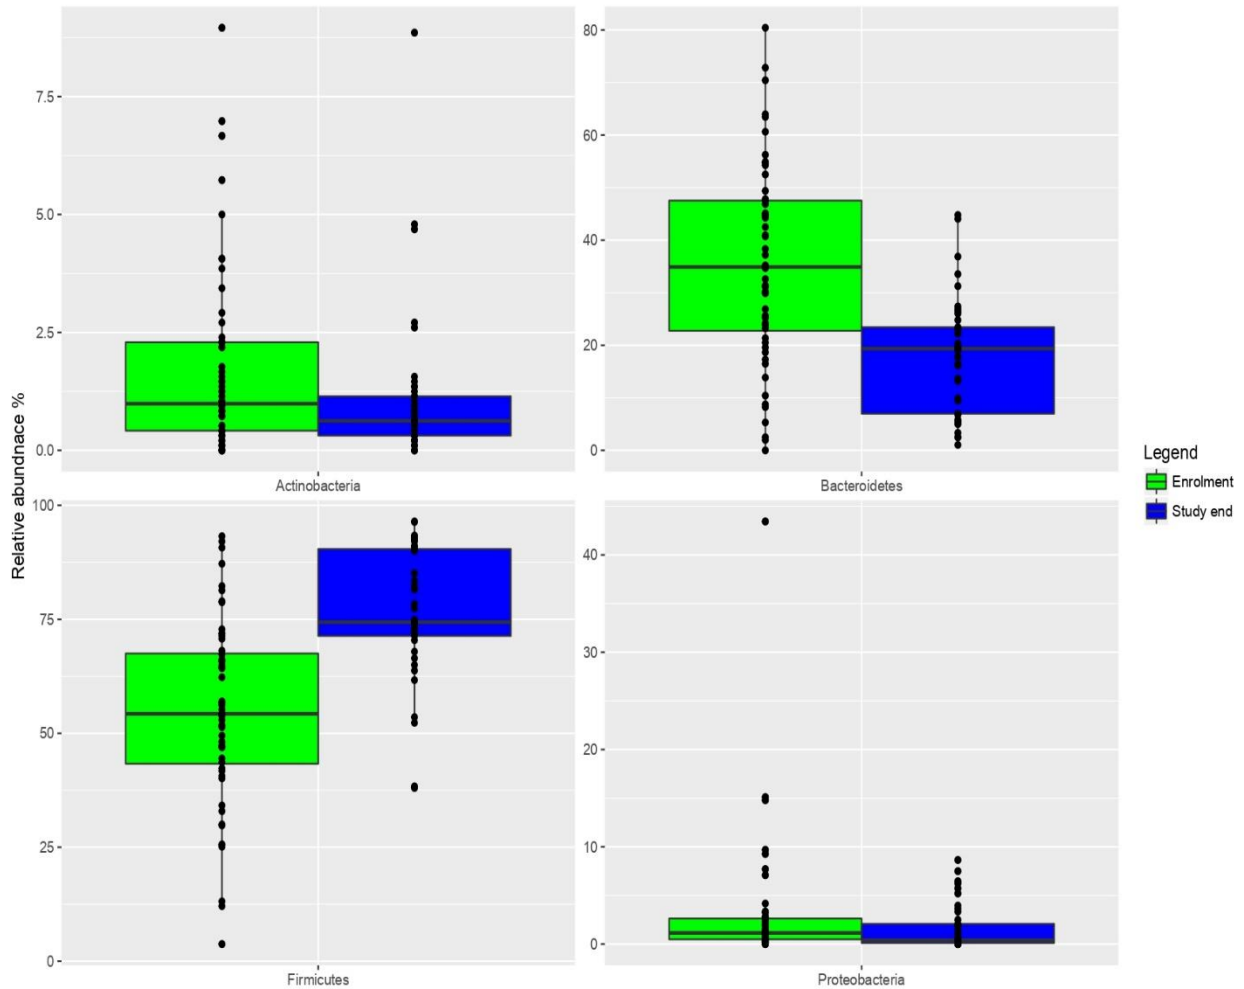 Relative abundnace %
7.5
5.0
2.5
0.0
Actinobacteria
80
60
40
20
0
Bacteroidetes
100
75
50
25
0
Firmicutes
40
30
20
10
0
Proteobacteria
Legend
Enrolment
Study end